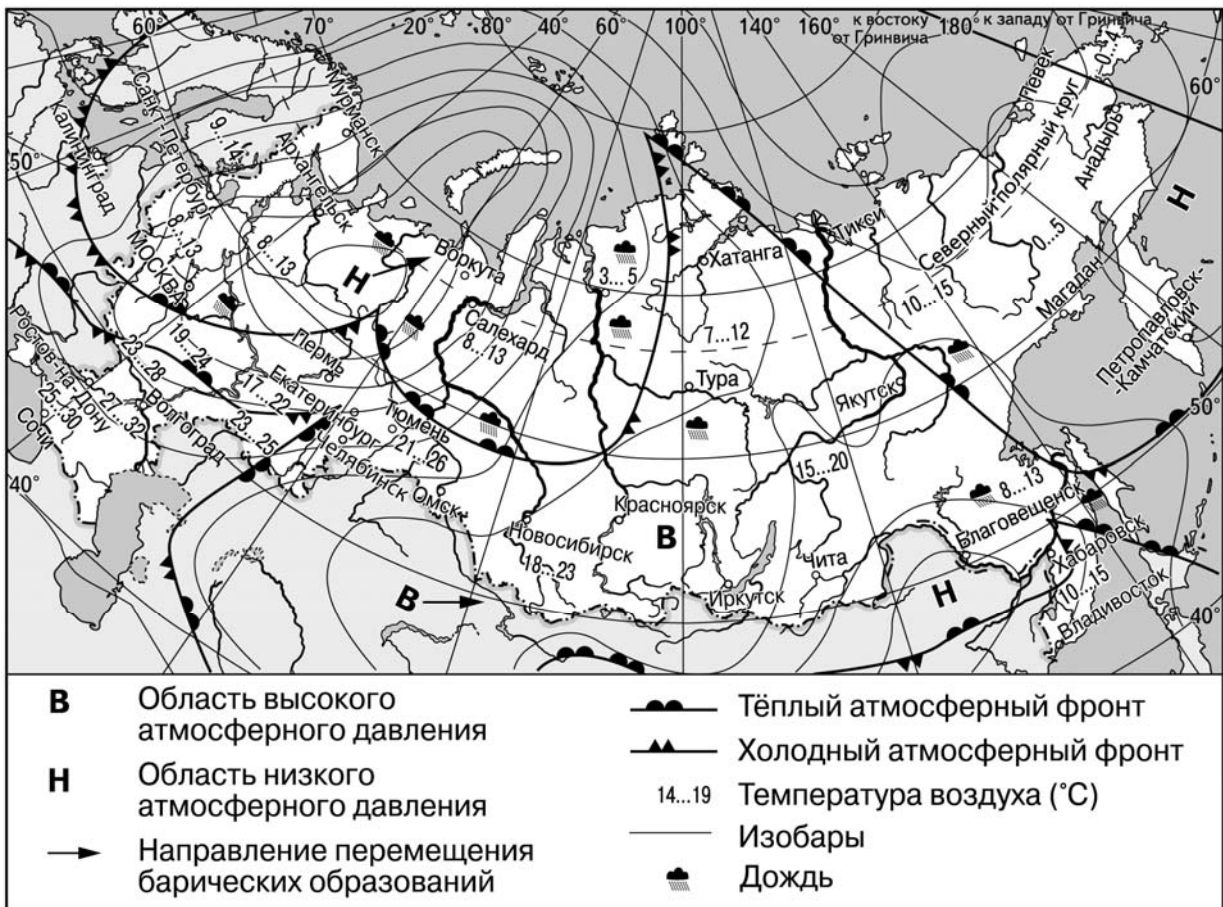 60° 70° 80° 20° 40° 60° 80° 100° 120° 140° 160° 180°
к востоку
от Гринвича
к западу от Гринвича
60°
50°
40°
50°
40°
Калининград
Санкт-Петербург
Мурманск
Архангельск
9...14
8...13
8...13
МОСКВА
Н
Воркута
Салехард
8...13
3...5
Хатанга
7...12
Тура
Тикси
Северный полярный круг
Певек
Анадырь
0...4
0...5
Н
10...15
Магадан
Петропавловск-
-Камчатский
Якутск
15...20
Ростов-на-Дону
Сочи
25...30
27...32
23...28
19...24
Волгоград
17...22
23...25
Пермь
Екатеринбург
Тюмень
21...26
Челябинск
Омск
Новосибирск
18...23
Красноярск
В
В
Иркутск
Чита
Н
8...13
Благовещенск
Хабаровск
10...15
Владивосток
В Область высокого
атмосферного давления
Н Область низкого
атмосферного давления
Направление перемещения
барических образований
Тёплый атмосферный фронт
Холодный атмосферный фронт
14...19 Температура воздуха (°С)
Изобары
Дождь